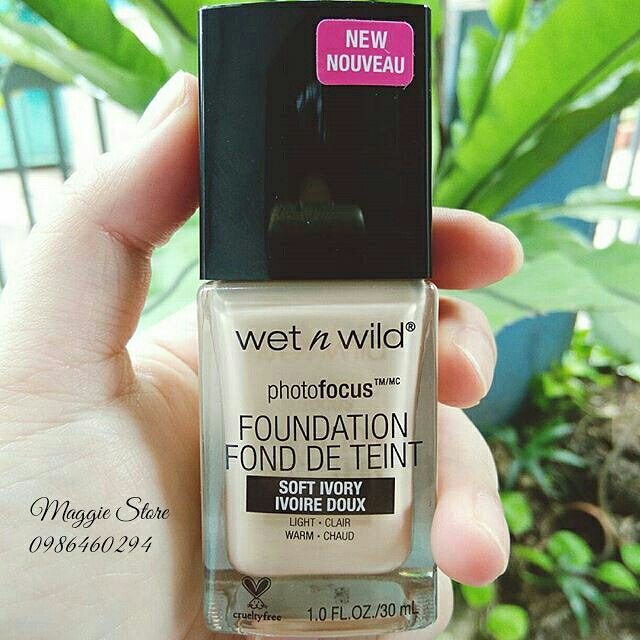 NEW
NOUVEAU
wet n wild®
photofocus™/MC
FOUNDATION
FOND DE TEINT
SOFT IVORY
IVOIRE DOUX
LIGHT • CLAIR
WARM • CHAUD
crueltyfree
1.0 FL.OZ./30 mL
Maggie Store
0986460294